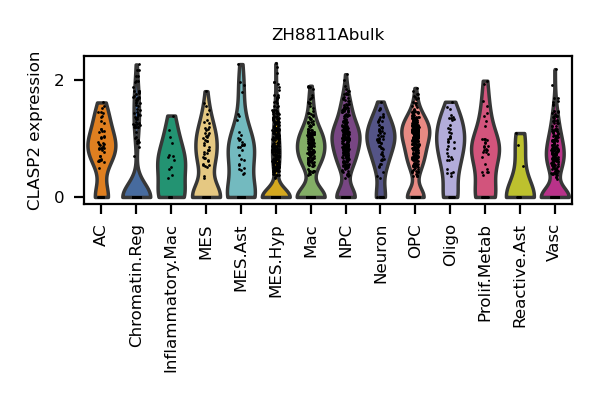 ZH8811Abulk
CLASP2 expression
2
0
AC
Chromatin.Reg
Inflammatory.Mac
MES
MES.Ast
MES.Hyp
Mac
NPC
Neuron
OPC
Oligo
Prolif.Metab
Reactive.Ast
Vasc